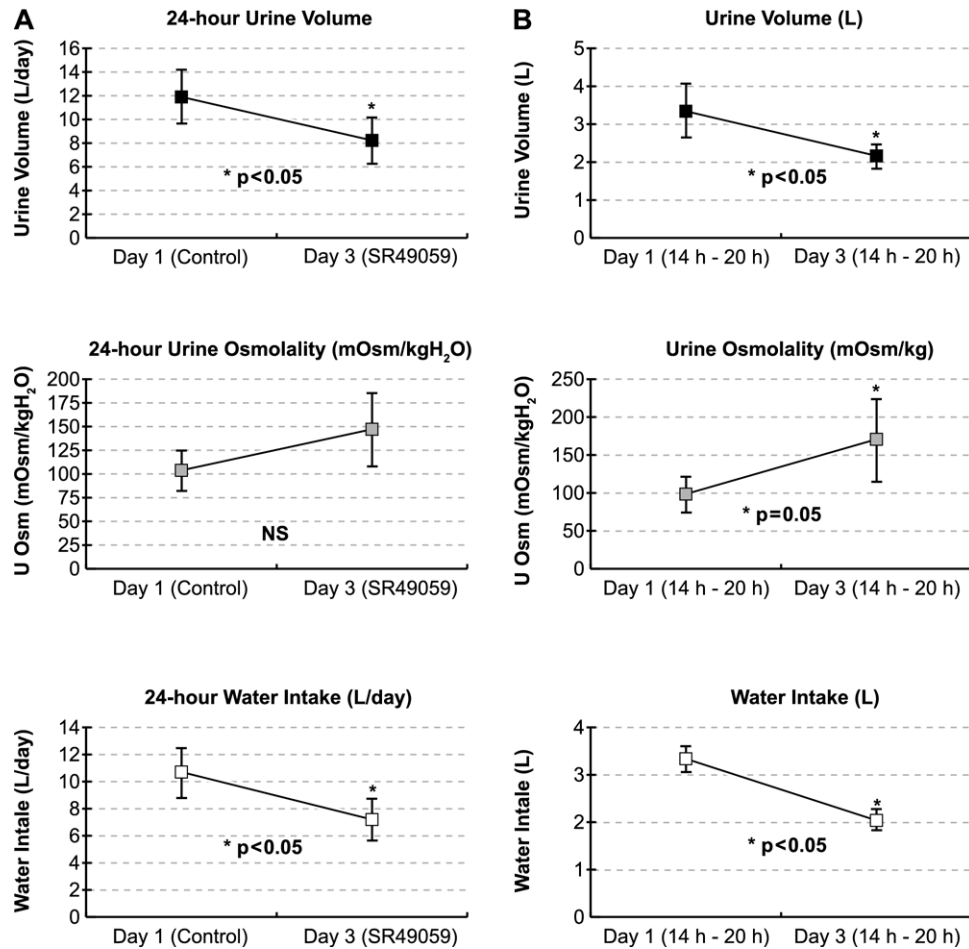 A
24-hour Urine Volume
Urine Volume (L/day)
16
14
12
10
8
6
4
2
0
*
* p<0.05
Day 1 (Control)
Day 3 (SR49059)
B
Urine Volume (L)
Urine Volume (L)
5
4
3
2
1
0
*
* p<0.05
Day 1 (14 h - 20 h)
Day 3 (14 h - 20 h)
24-hour Urine Osmolality (mOsm/kgH₂O)
U Osm (mOsm/kgH₂O)
200
175
150
125
100
75
50
25
0
NS
Day 1 (Control)
Day 3 (SR49059)
Urine Osmolality (mOsm/kg)
U Osm (mOsm/kgH₂O)
250
200
150
100
50
0
*
* p=0.05
Day 1 (14 h - 20 h)
Day 3 (14 h - 20 h)
24-hour Water Intake (L/day)
Water Intale (L/day)
14
12
10
8
6
4
2
0
*
* p<0.05
Day 1 (Control)
Day 3 (SR49059)
Water Intake (L)
Water Intale (L)
4
3
2
1
0
*
* p<0.05
Day 1 (14 h - 20 h)
Day 3 (14 h - 20 h)